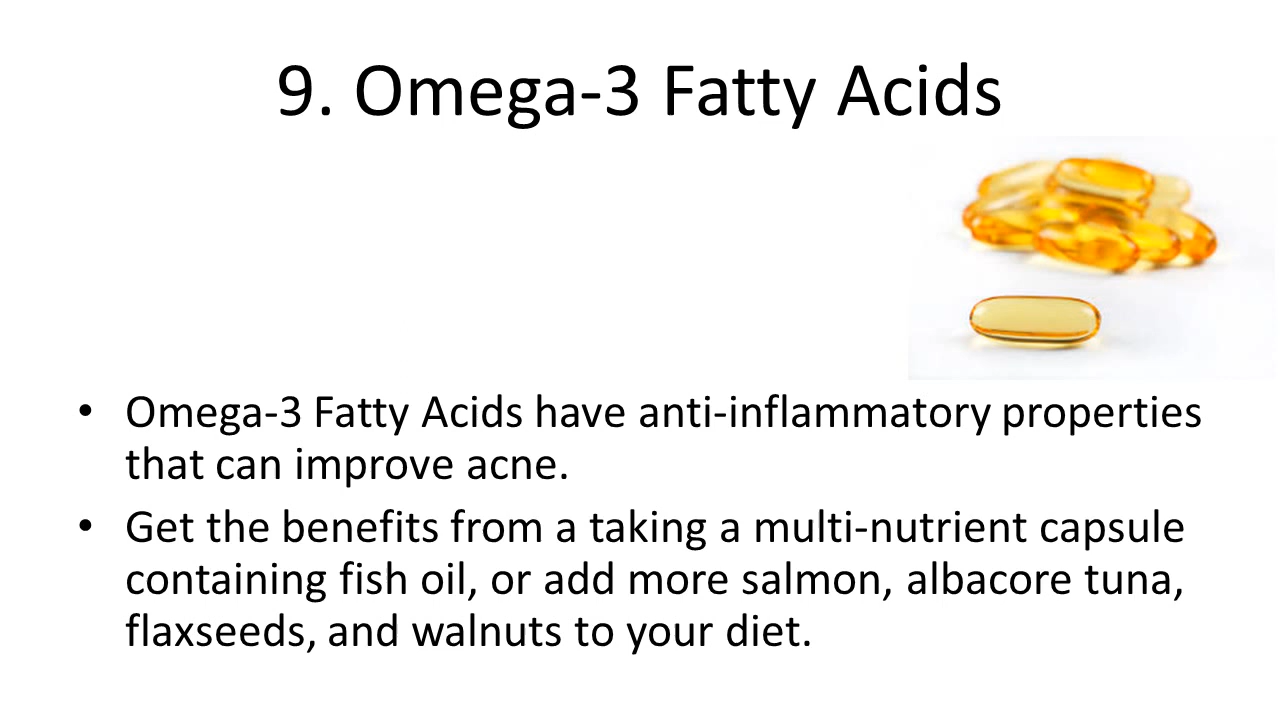 9. Omega-3 Fatty Acids
• Omega-3 Fatty Acids have anti-inflammatory properties
that can improve acne.
• Get the benefits from a taking a multi-nutrient capsule
containing fish oil, or add more salmon, albacore tuna,
flaxseeds, and walnuts to your diet.